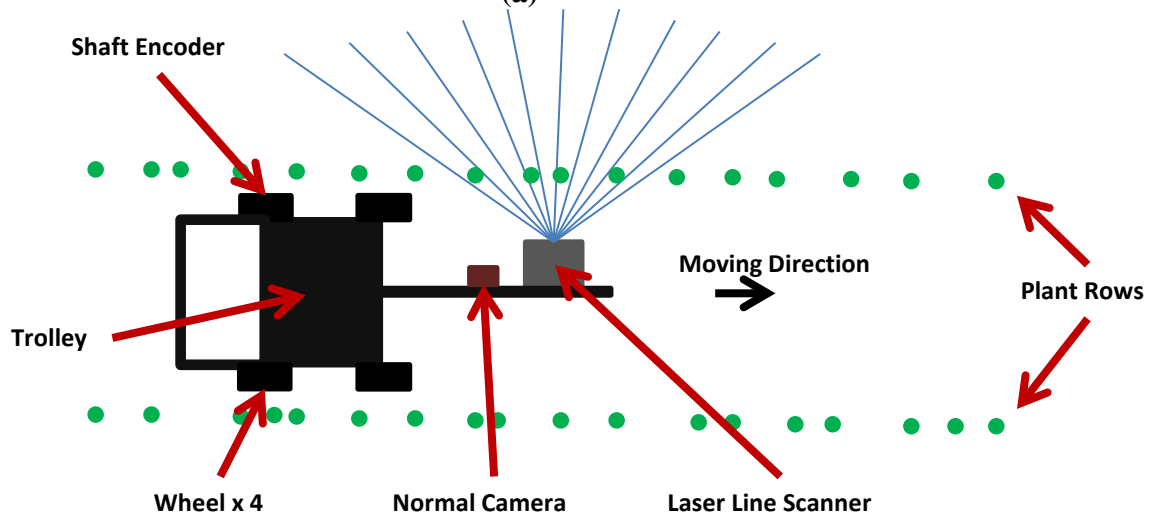 (a)
Shaft Encoder
Moving Direction
Plant Rows
Trolley
Wheel x 4
Normal Camera
Laser Line Scanner